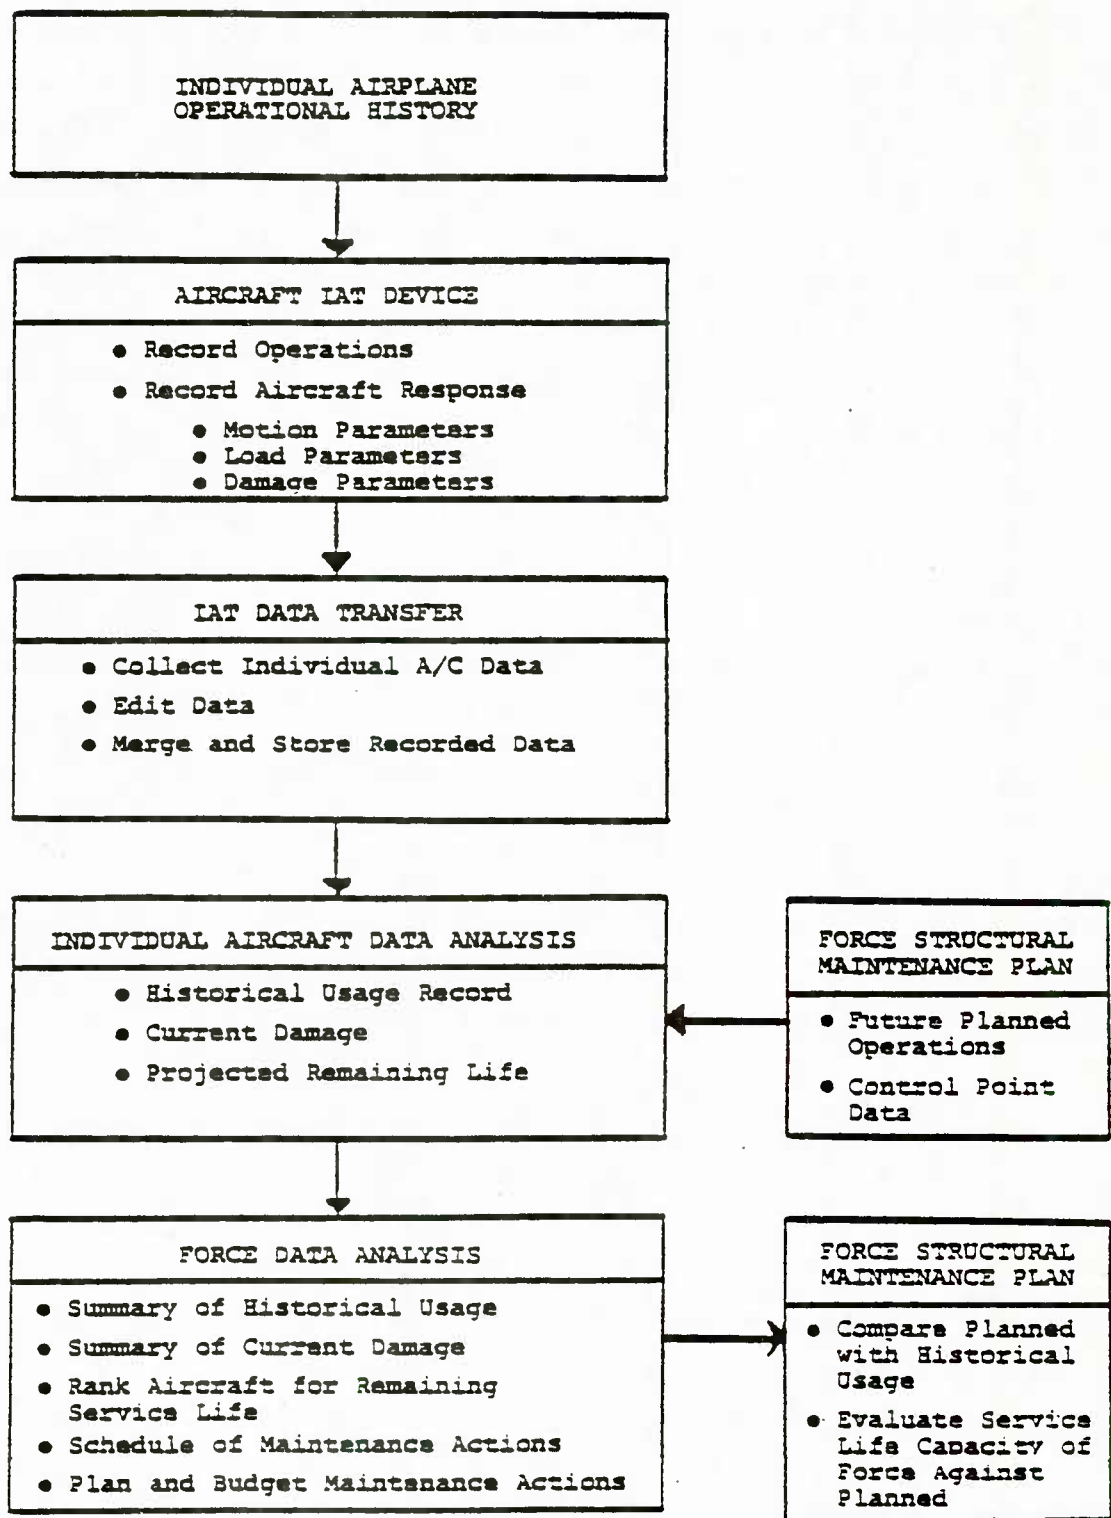 INDIVIDUAL AIRPLANE
OPERATIONAL HISTORY
AIRCRAFT IAT DEVICE
• Record Operations
• Record Aircraft Response
• Motion Parameters
• Load Parameters
• Damage Parameters
IAT DATA TRANSFER
• Collect Individual A/C Data
• Edit Data
• Merge and Store Recorded Data
INDIVIDUAL AIRCRAFT DATA ANALYSIS
• Historical Usage Record
• Current Damage
• Projected Remaining Life
FORCE STRUCTURAL
MAINTENANCE PLAN
• Future Planned
Operations
• Control Point
Data
FORCE DATA ANALYSIS
• Summary of Historical Usage
• Summary of Current Damage
• Rank Aircraft for Remaining
Service Life
• Schedule of Maintenance Actions
• Plan and Budget Maintenance Actions
FORCE STRUCTURAL
MAINTENANCE PLAN
• Compare Planned
with Historical
Usage
• Evaluate Service
Life Capacity of
Force Against
Planned